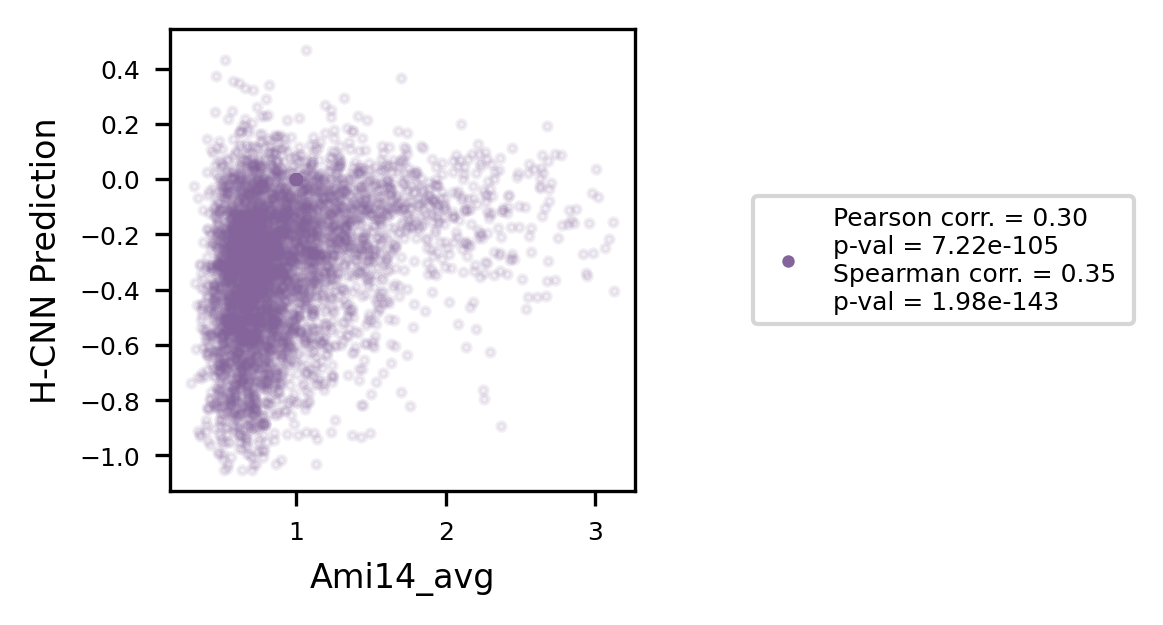 0.4
0.2
0.0
−0.2
−0.4
−0.6
−0.8
−1.0
H-CNN Prediction
1 2 3
Ami14_avg
Pearson corr. = 0.30
p-val = 7.22e-105
Spearman corr. = 0.35
p-val = 1.98e-143